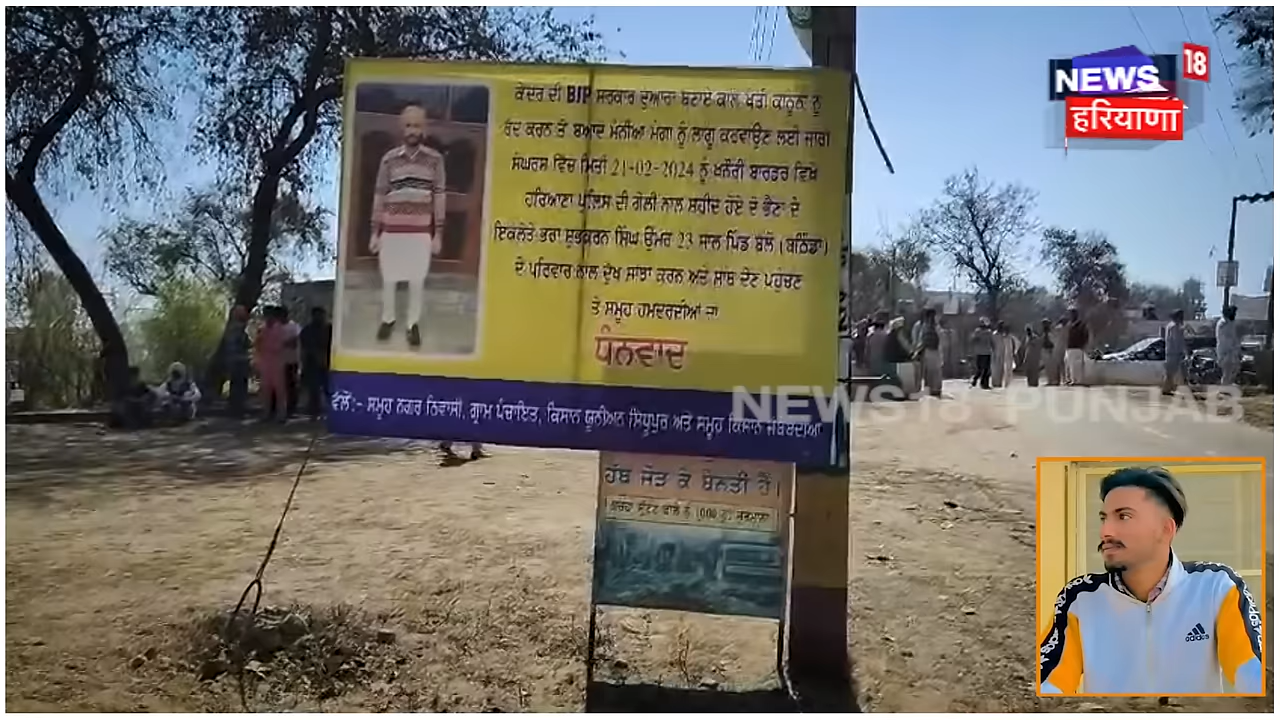 NEWS 18
हरियाणा
ਕੇਂਦਰ ਦੀ BJP ਸਰਕਾਰ ਦੁਆਰਾ ਬਣਾਏ ਕਾਲੇ ਖੇਤੀ ਕਾਨੂੰਨਾਂ ਨੂੰ
ਰੱਦ ਕਰਨ ਤੋਂ ਬਾਅਦ ਮੰਨੀਆਂ ਮੰਗਾਂ ਨੂੰ ਲਾਗੂ ਕਰਵਾਉਣ ਲਈ ਜਾਰੀ
ਸੰਘਰਸ਼ ਵਿੱਚ ਮਿਤੀ 21-02-2024 ਨੂੰ ਖਨੌਰੀ ਬਾਰਡਰ ਵਿਖੇ
ਹਰਿਆਣਾ ਪੁਲਿਸ ਦੀ ਗੋਲੀ ਨਾਲ ਸ਼ਹੀਦ ਹੋਏ ਦੋ ਭੈਣਾਂ ਦੇ
ਇਕਲੌਤੇ ਭਰਾ ਸ਼ੁਭਕਰਨ ਸਿੰਘ ਉਮਰ 23 ਸਾਲ ਪਿੰਡ ਬੱਲੋ (ਬਠਿੰਡਾ)
ਦੇ ਪਰਿਵਾਰ ਨਾਲ ਦੁੱਖ ਸਾਂਝਾ ਕਰਨ ਅਤੇ ਸਾਥ ਦੇਣ ਪਹੁੰਚਣ
ਤੇ ਸਮੂਹ ਹਮਦਰਦੀਆਂ ਦਾ
ਧੰਨਵਾਦ
ਵੱਲੋਂ:- ਸਮੂਹ ਨਗਰ ਨਿਵਾਸੀ, ਗ੍ਰਾਮ ਪੰਚਾਇਤ, ਕਿਸਾਨ ਯੂਨੀਅਨ ਸਿੱਧੂਪੁਰ ਅਤੇ ਸਮੂਹ ਕਿਸਾਨ ਜਥੇਬੰਦੀਆਂ
NEWS18 PUNJAB
ਹੱਥ ਜੋੜ ਕੇ ਬੇਨਤੀ ਹੈ।
adidas